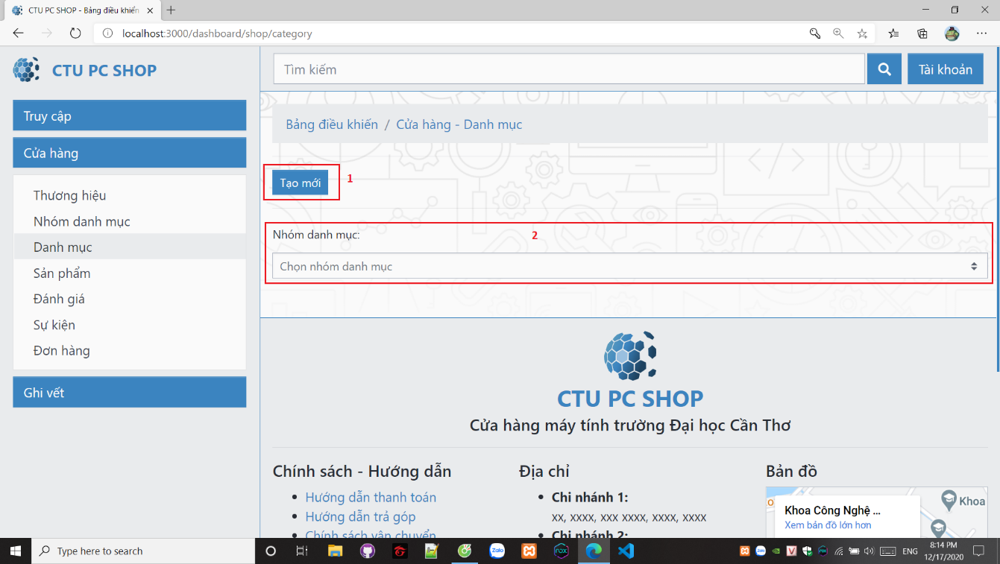 CTU PC SHOP - Bảng điều khiển
localhost:3000/dashboard/shop/category
CTU PC SHOP
Tìm kiếm
Tài khoản
Truy cập
Cửa hàng
Thương hiệu
Nhóm danh mục
Danh mục
Sản phẩm
Đánh giá
Sự kiện
Đơn hàng
Ghi vết
Bảng điều khiển / Cửa hàng - Danh mục
Tạo mới
1
Nhóm danh mục:
2
Chọn nhóm danh mục
CTU PC SHOP
Cửa hàng máy tính trường Đại học Cần Thơ
Chính sách - Hướng dẫn
Hướng dẫn thanh toán
Hướng dẫn trả góp
Chính sách vận chuyển
Địa chỉ
Chi nhánh 1:
xx, xxxx, xxx xxxx, xxxx, xxxx
Chi nhánh 2:
Bản đồ
Khoa Công Nghệ ...
Xem bản đồ lớn hơn
Khoa
Type here to search
Zalo
ENG
8:14 PM
12/17/2020